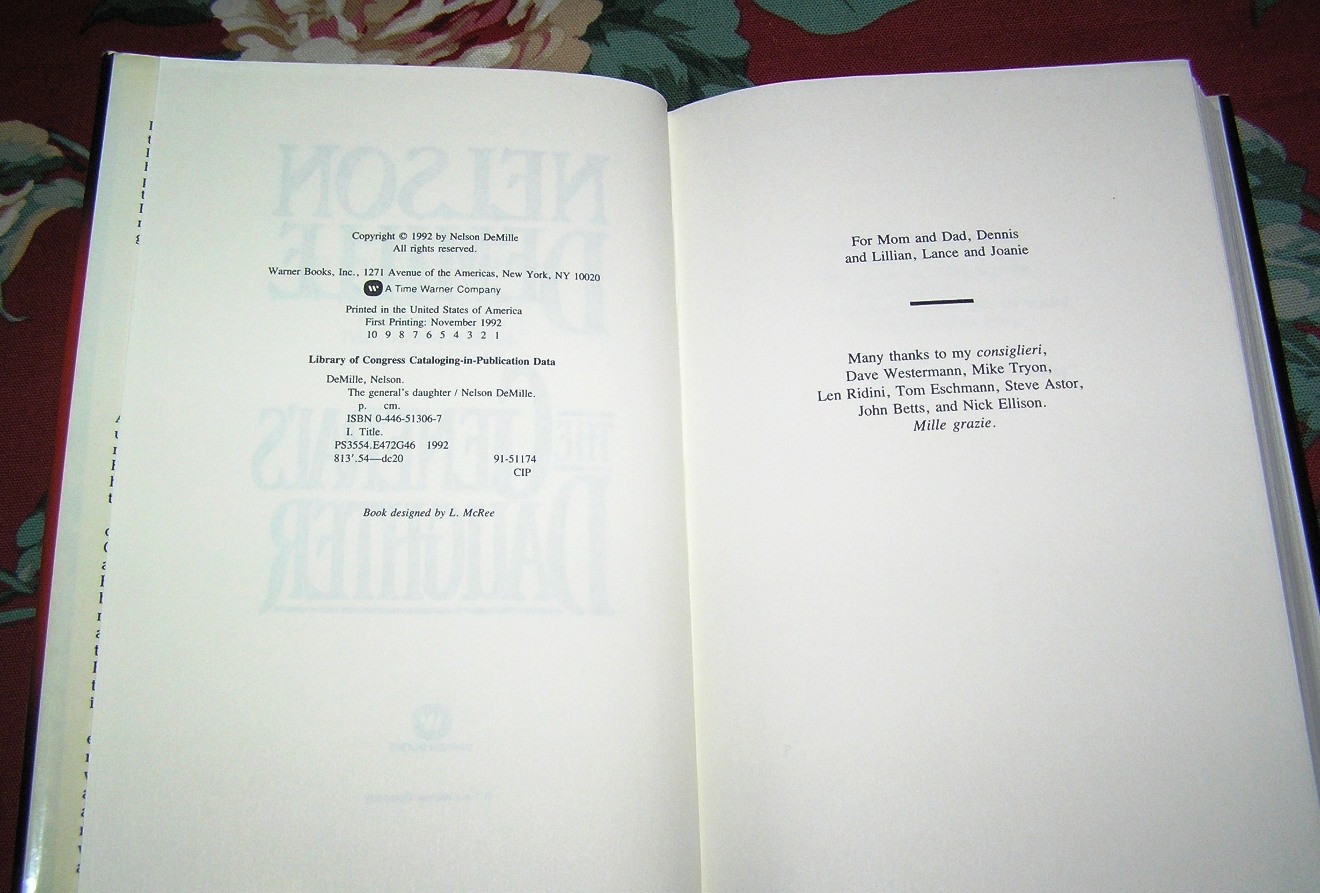 Copyright © 1992 by Nelson DeMille
All rights reserved.
Warner Books, Inc., 1271 Avenue of the Americas, New York, NY 10020
W A Time Warner Company
Printed in the United States of America
First Printing: November 1992
10 9 8 7 6 5 4 3 2 1
Library of Congress Cataloging-in-Publication Data
DeMille, Nelson.
The general's daughter / Nelson DeMille.
p. cm.
ISBN 0-446-51306-7
I. Title.
PS3554.E472G46 1992
813'.54—dc20 91-51174
CIP
Book designed by L. McRee
NELSON
DEMILLE
THE GENERAL'S
DAUGHTER
For Mom and Dad, Dennis
and Lillian, Lance and Joanie
Many thanks to my consiglieri,
Dave Westermann, Mike Tryon,
Len Ridini, Tom Eschmann, Steve Astor,
John Betts, and Nick Ellison.
Mille grazie.